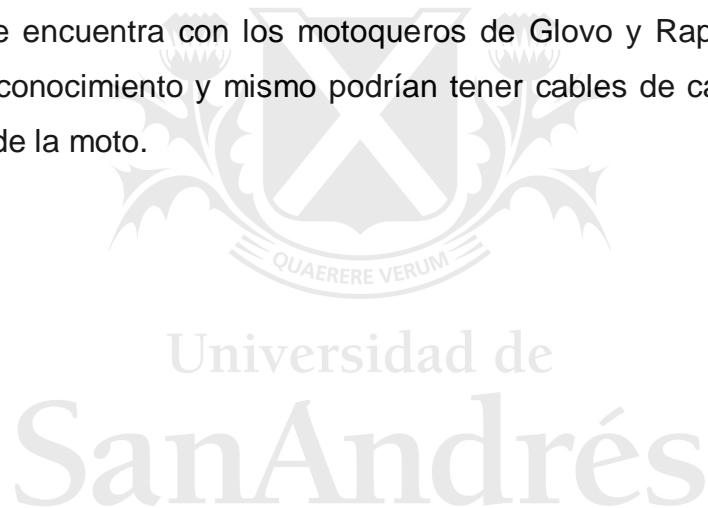 e encuentra con los motoqueros de Glovo y Rap
conocimiento y mismo podrían tener cables de ca
de la moto.
QUAERERE VERUM
Universidad de
SanAndrés